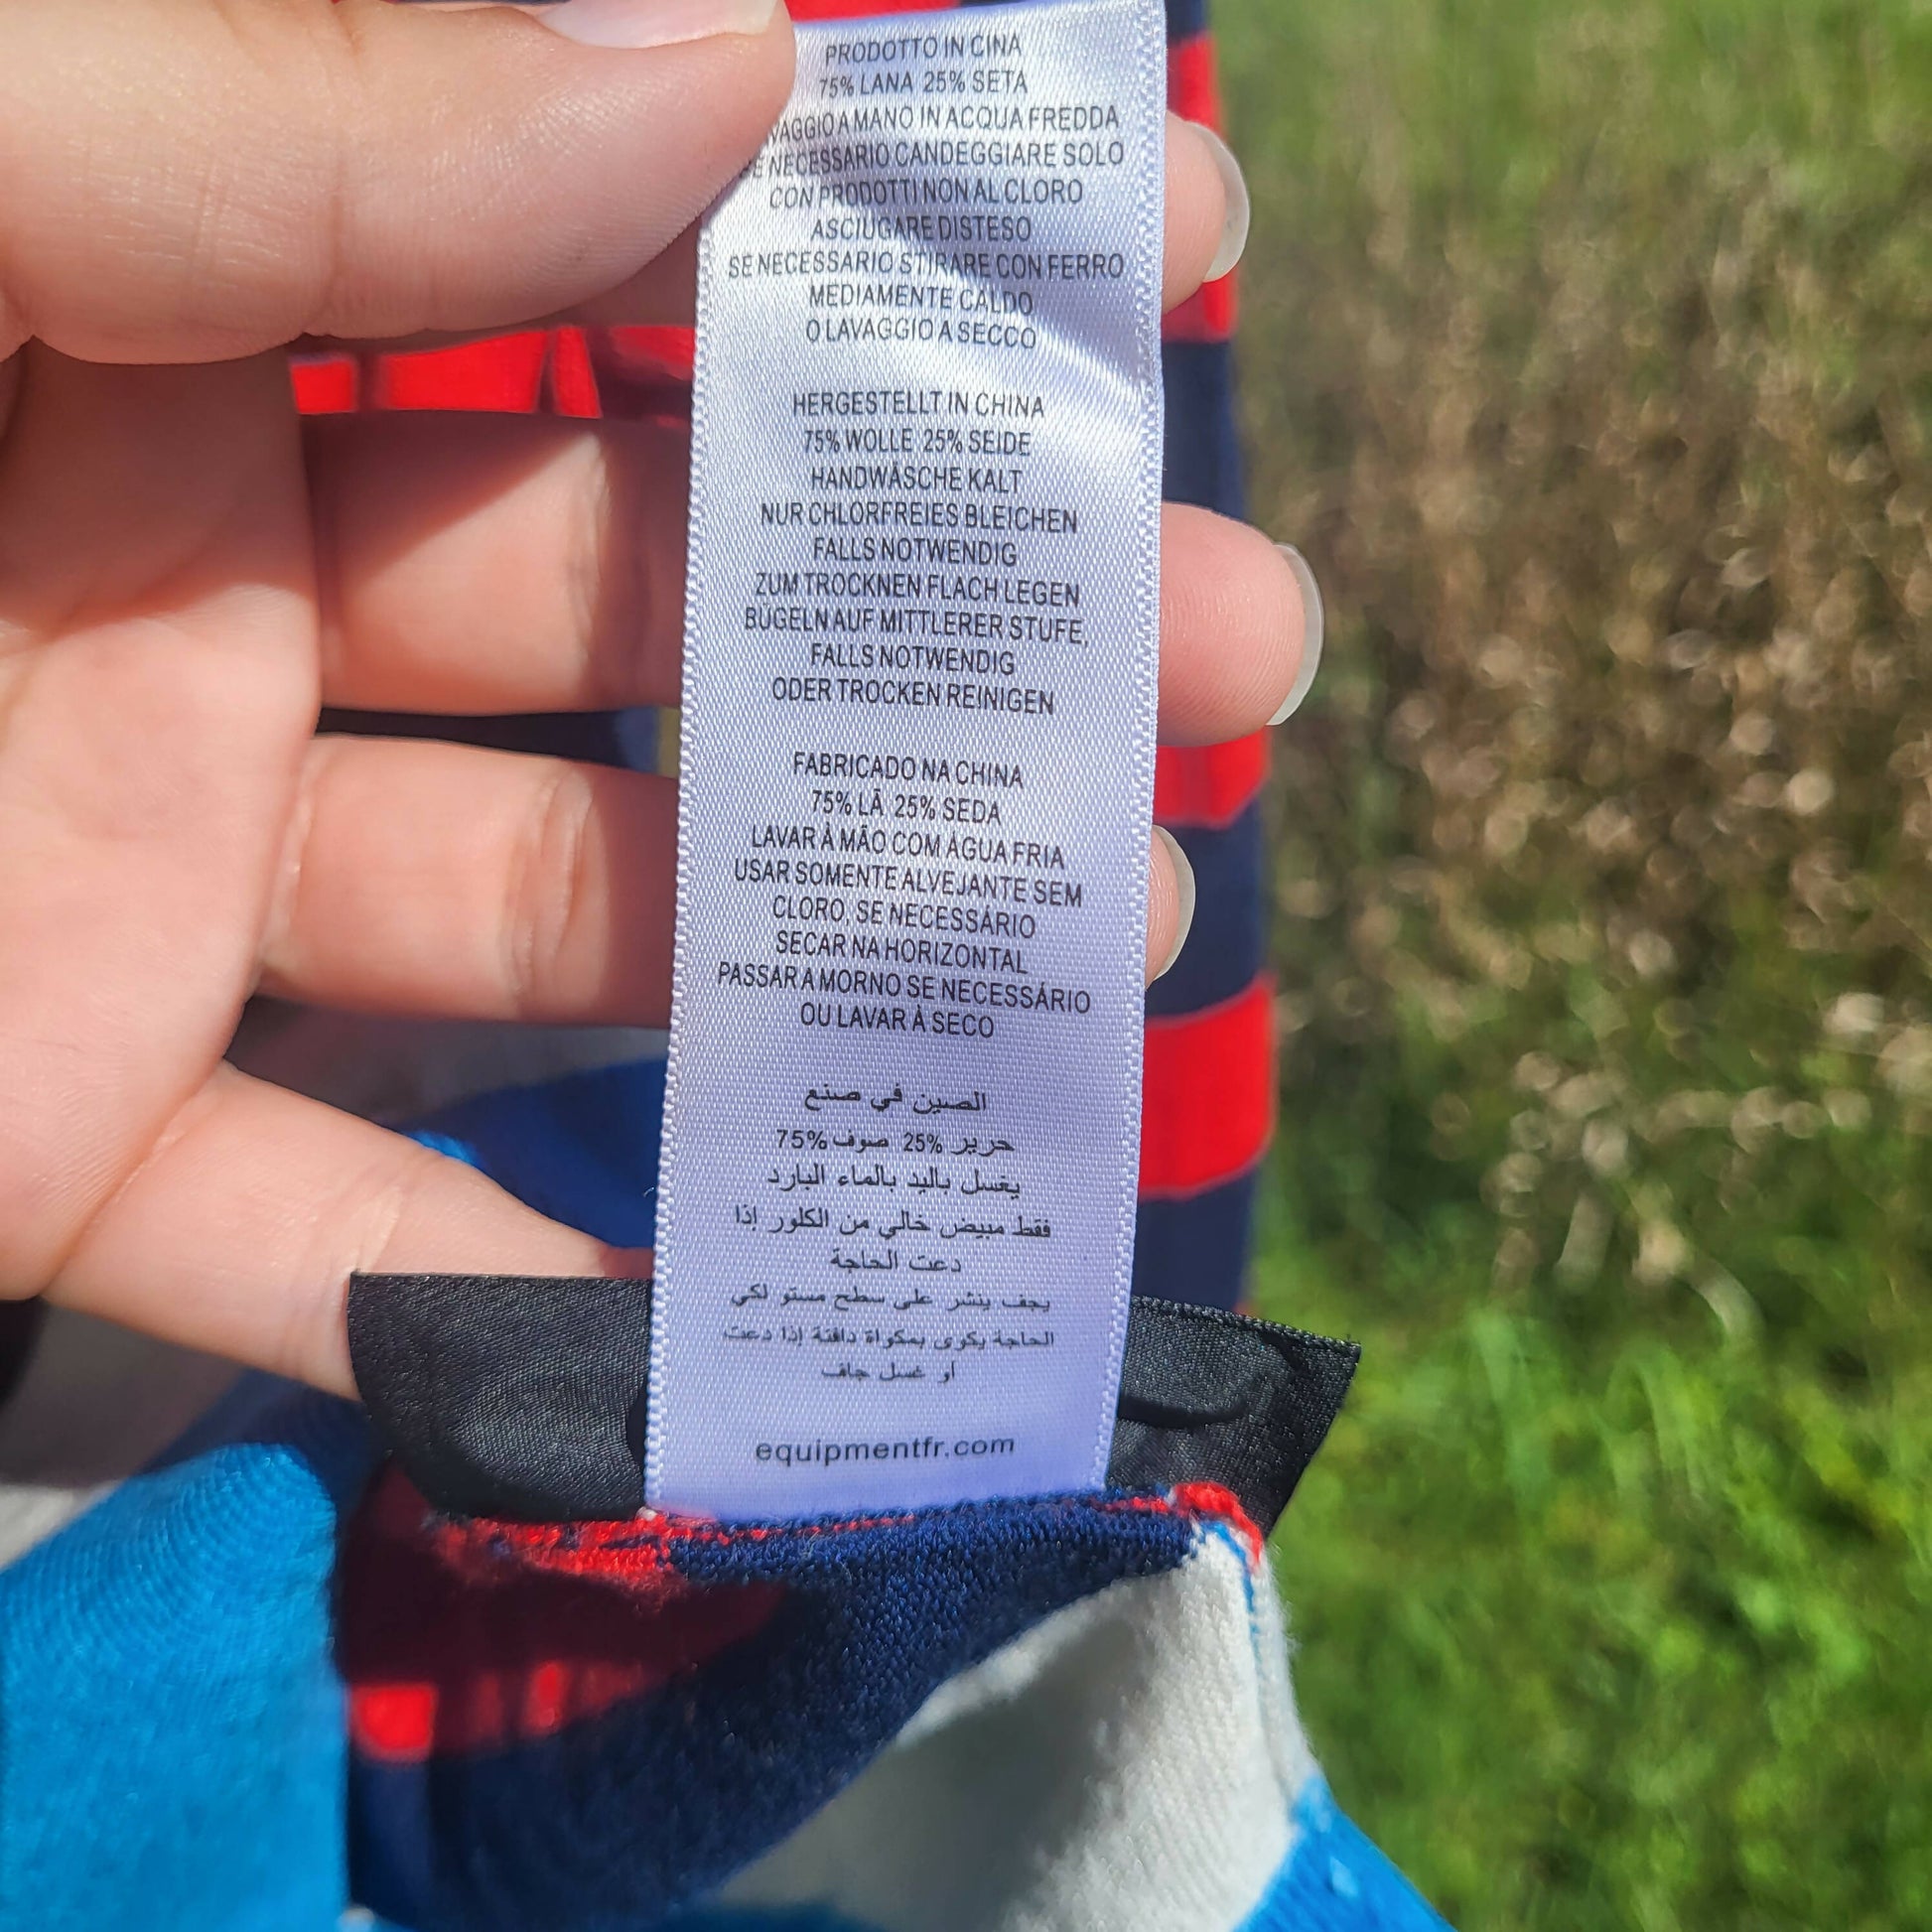 PRODOTTO IN CINA
75% LANA 25% SETA
VAGGIO A MANO IN ACQUA FREDDA
SE NECESSARIO CANDEGGIARE SOLO
CON PRODOTTI NON AL CLORO
ASCIUGARE DISTESO
SE NECESSARIO STIRARE CON FERRO
MEDIAMENTE CALDO
O LAVAGGIO A SECCO
HERGESTELLT IN CHINA
75% WOLLE 25% SEIDE
HANDWÄSCHE KALT
NUR CHLORFREIES BLEICHEN
FALLS NOTWENDIG
ZUM TROCKNEN FLACH LEGEN
BÜGELN AUF MITTLERER STUFE,
FALLS NOTWENDIG
ODER TROCKEN REINIGEN
FABRICADO NA CHINA
75% LÃ 25% SEDA
LAVAR À MÃO COM ÁGUA FRIA
USAR SOMENTE ALVEJANTE SEM
CLORO, SE NECESSÁRIO
SECAR NA HORIZONTAL
PASSAR A MORNO SE NECESSÁRIO
OU LAVAR À SECO
الصين في صنع
حرير 25% صوف 75%
يغسل باليد بالماء البارد
فقط مبيض خالي من الكلور إذا
دعت الحاجة
يجف ينشر على سطح مستو لكي
الحاجة يكوى بمكواة دافئة إذا دعت
أو غسل جاف
equipmentfr.com